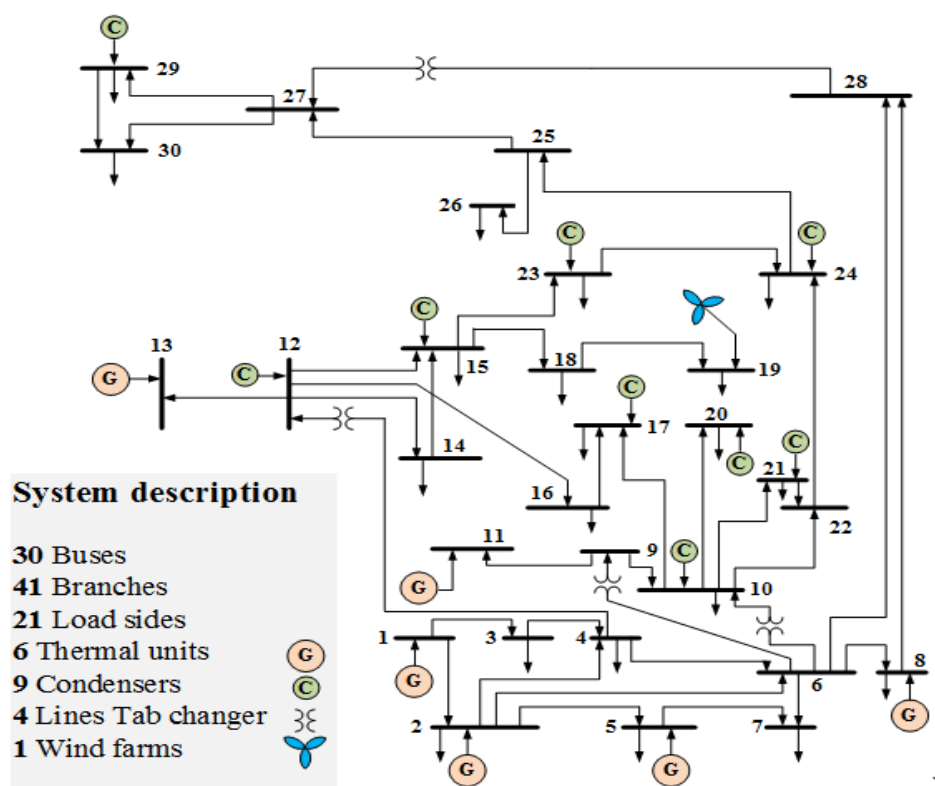 C
29
27
28
30
25
26
C
C
23
24
C
13
12
15
18
19
G
C
C
17
20
14
C
C
21
System description
16
22
11
9
C
10
30 Buses
41 Branches
21 Load sides
6 Thermal units G
9 Condensers C
4 Lines Tab changer
1 Wind farms
G
1
3
4
6
8
G
2
5
7
G
G
G